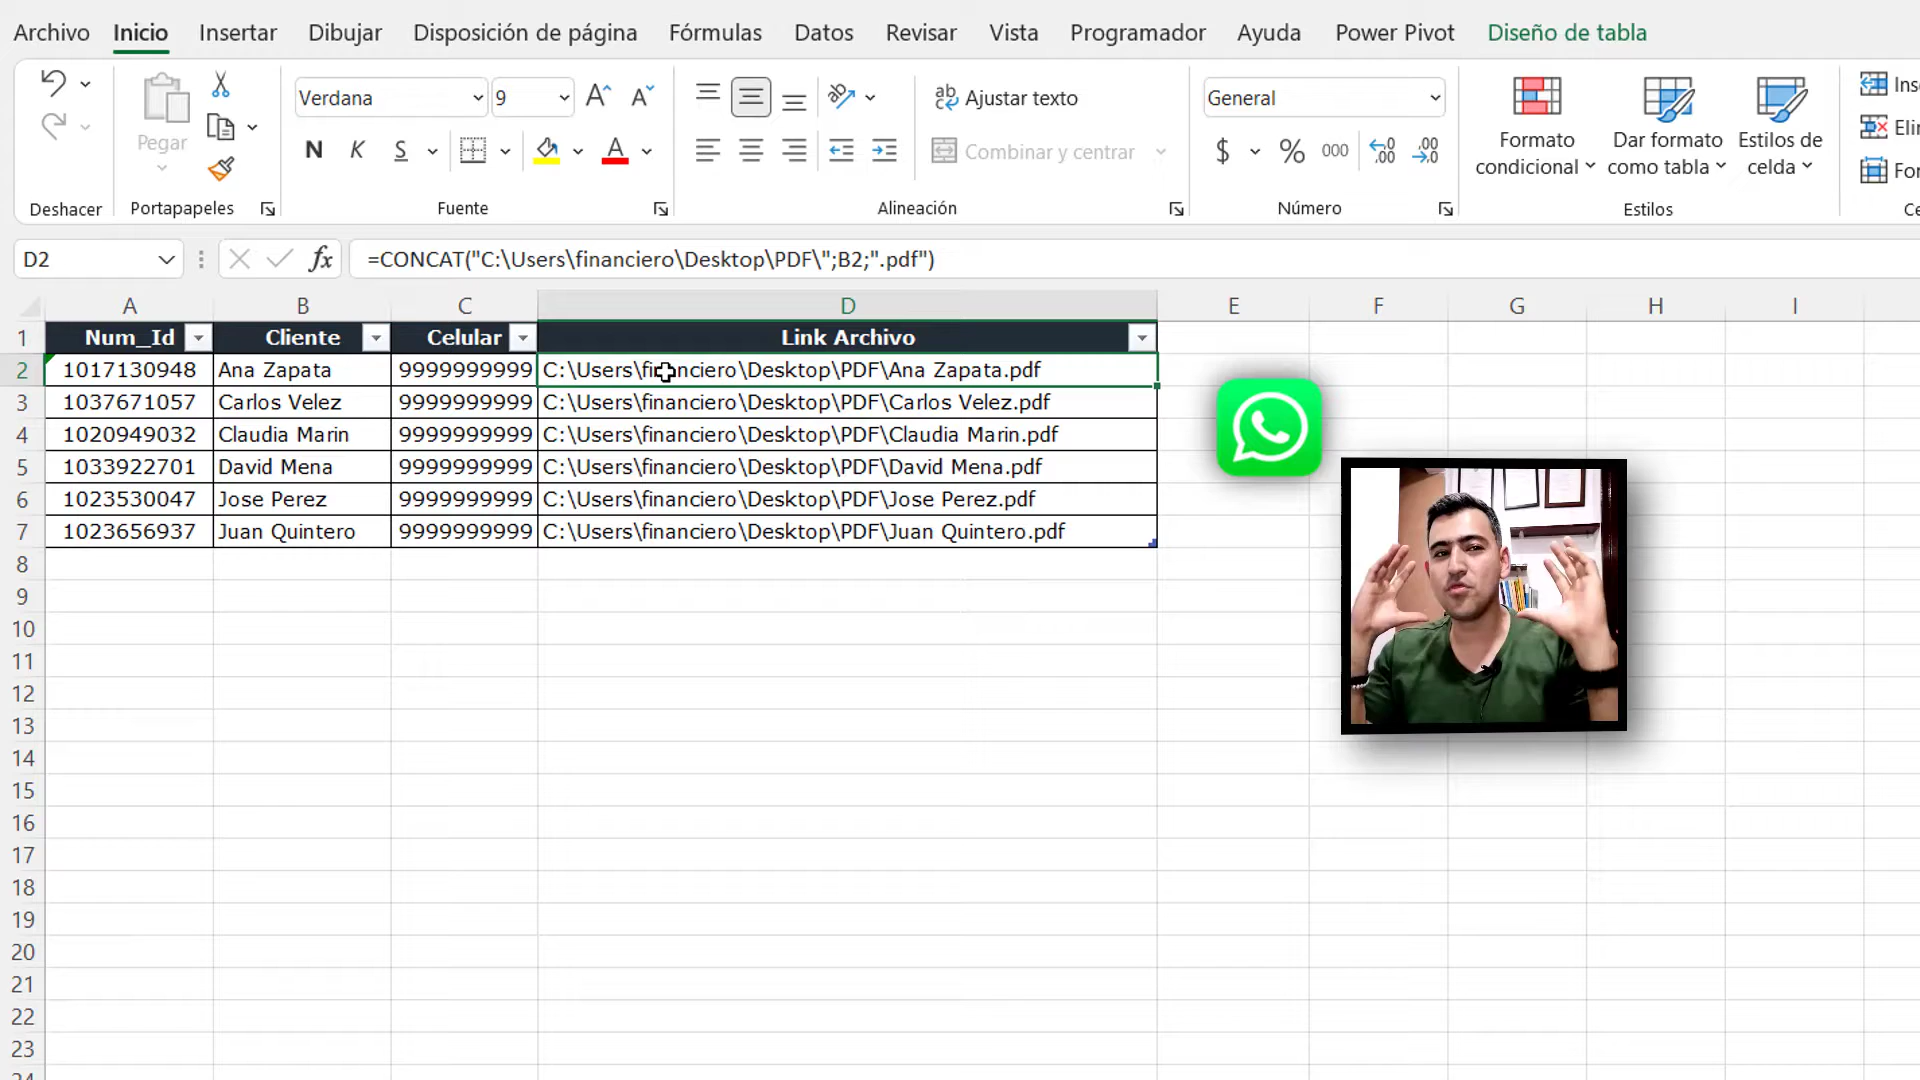 Archivo Inicio Insertar Dibujar Disposición de página Fórmulas Datos Revisar Vista Programador Ayuda Power Pivot Diseño de tabla
Pegar
Verdana 9
N K S A
Ajustar texto
Combinar y centrar
General
$ % 000
Formato condicional
Dar formato como tabla
Estilos de celda
Deshacer Portapapeles Fuente Alineación Número Estilos
D2 fx =CONCAT("C:\Users\financiero\Desktop\PDF\";B2;".pdf")
A B C D E F G H I
1 Num_Id Cliente Celular Link Archivo
2 1017130948 Ana Zapata 9999999999 C:\Users\financiero\Desktop\PDF\Ana Zapata.pdf
3 1037671057 Carlos Velez 9999999999 C:\Users\financiero\Desktop\PDF\Carlos Velez.pdf
4 1020949032 Claudia Marin 9999999999 C:\Users\financiero\Desktop\PDF\Claudia Marin.pdf
5 1033922701 David Mena 9999999999 C:\Users\financiero\Desktop\PDF\David Mena.pdf
6 1023530047 Jose Perez 9999999999 C:\Users\financiero\Desktop\PDF\Jose Perez.pdf
7 1023656937 Juan Quintero 9999999999 C:\Users\financiero\Desktop\PDF\Juan Quintero.pdf
8
9
10
11
12
13
14
15
16
17
18
19
20
21
22
23